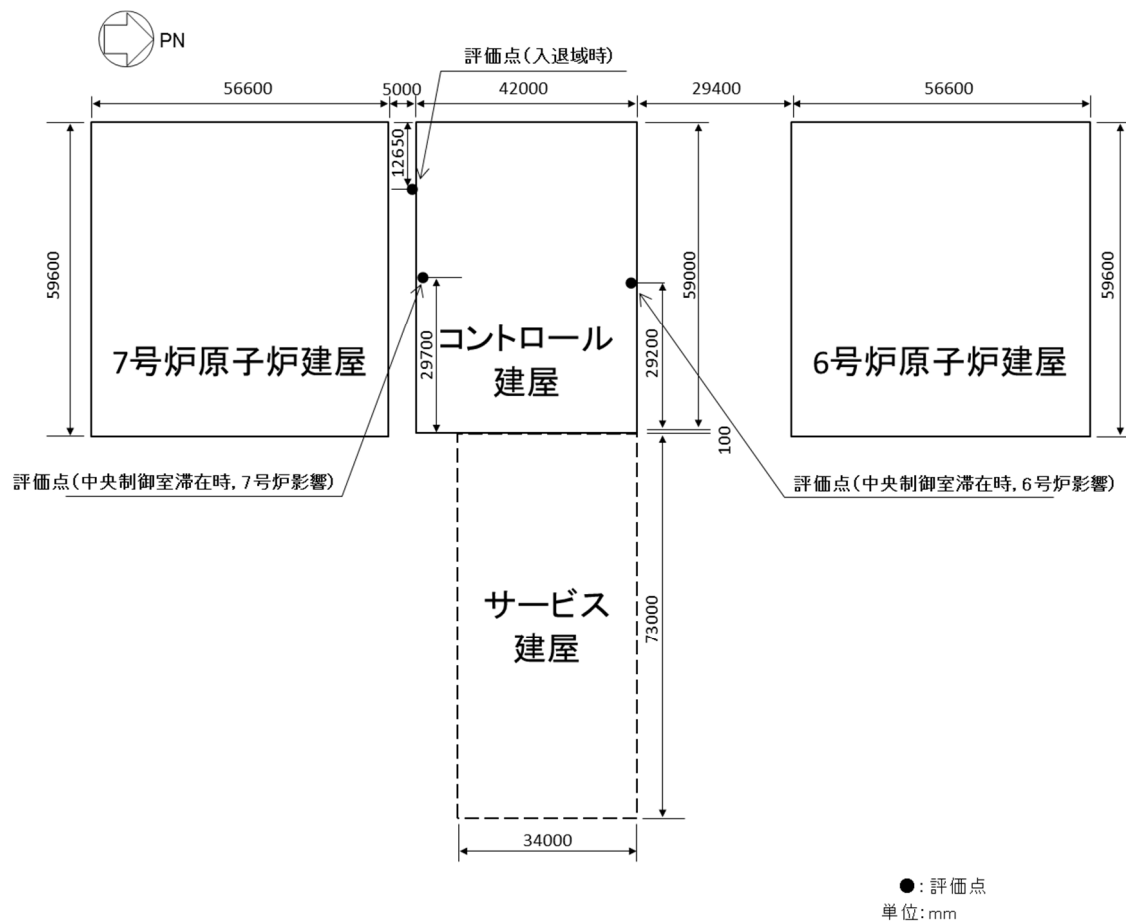 PN
評価点(入退域時)
56600
5000
42000
29400
56600
12650
59600
59000
59600
29700
29200
7号炉原子炉建屋
コントロール
建屋
6号炉原子炉建屋
100
評価点(中央制御室滞在時,7号炉影響)
評価点(中央制御室滞在時,6号炉影響)
サービス
建屋
73000
34000
●:評価点
単位:mm